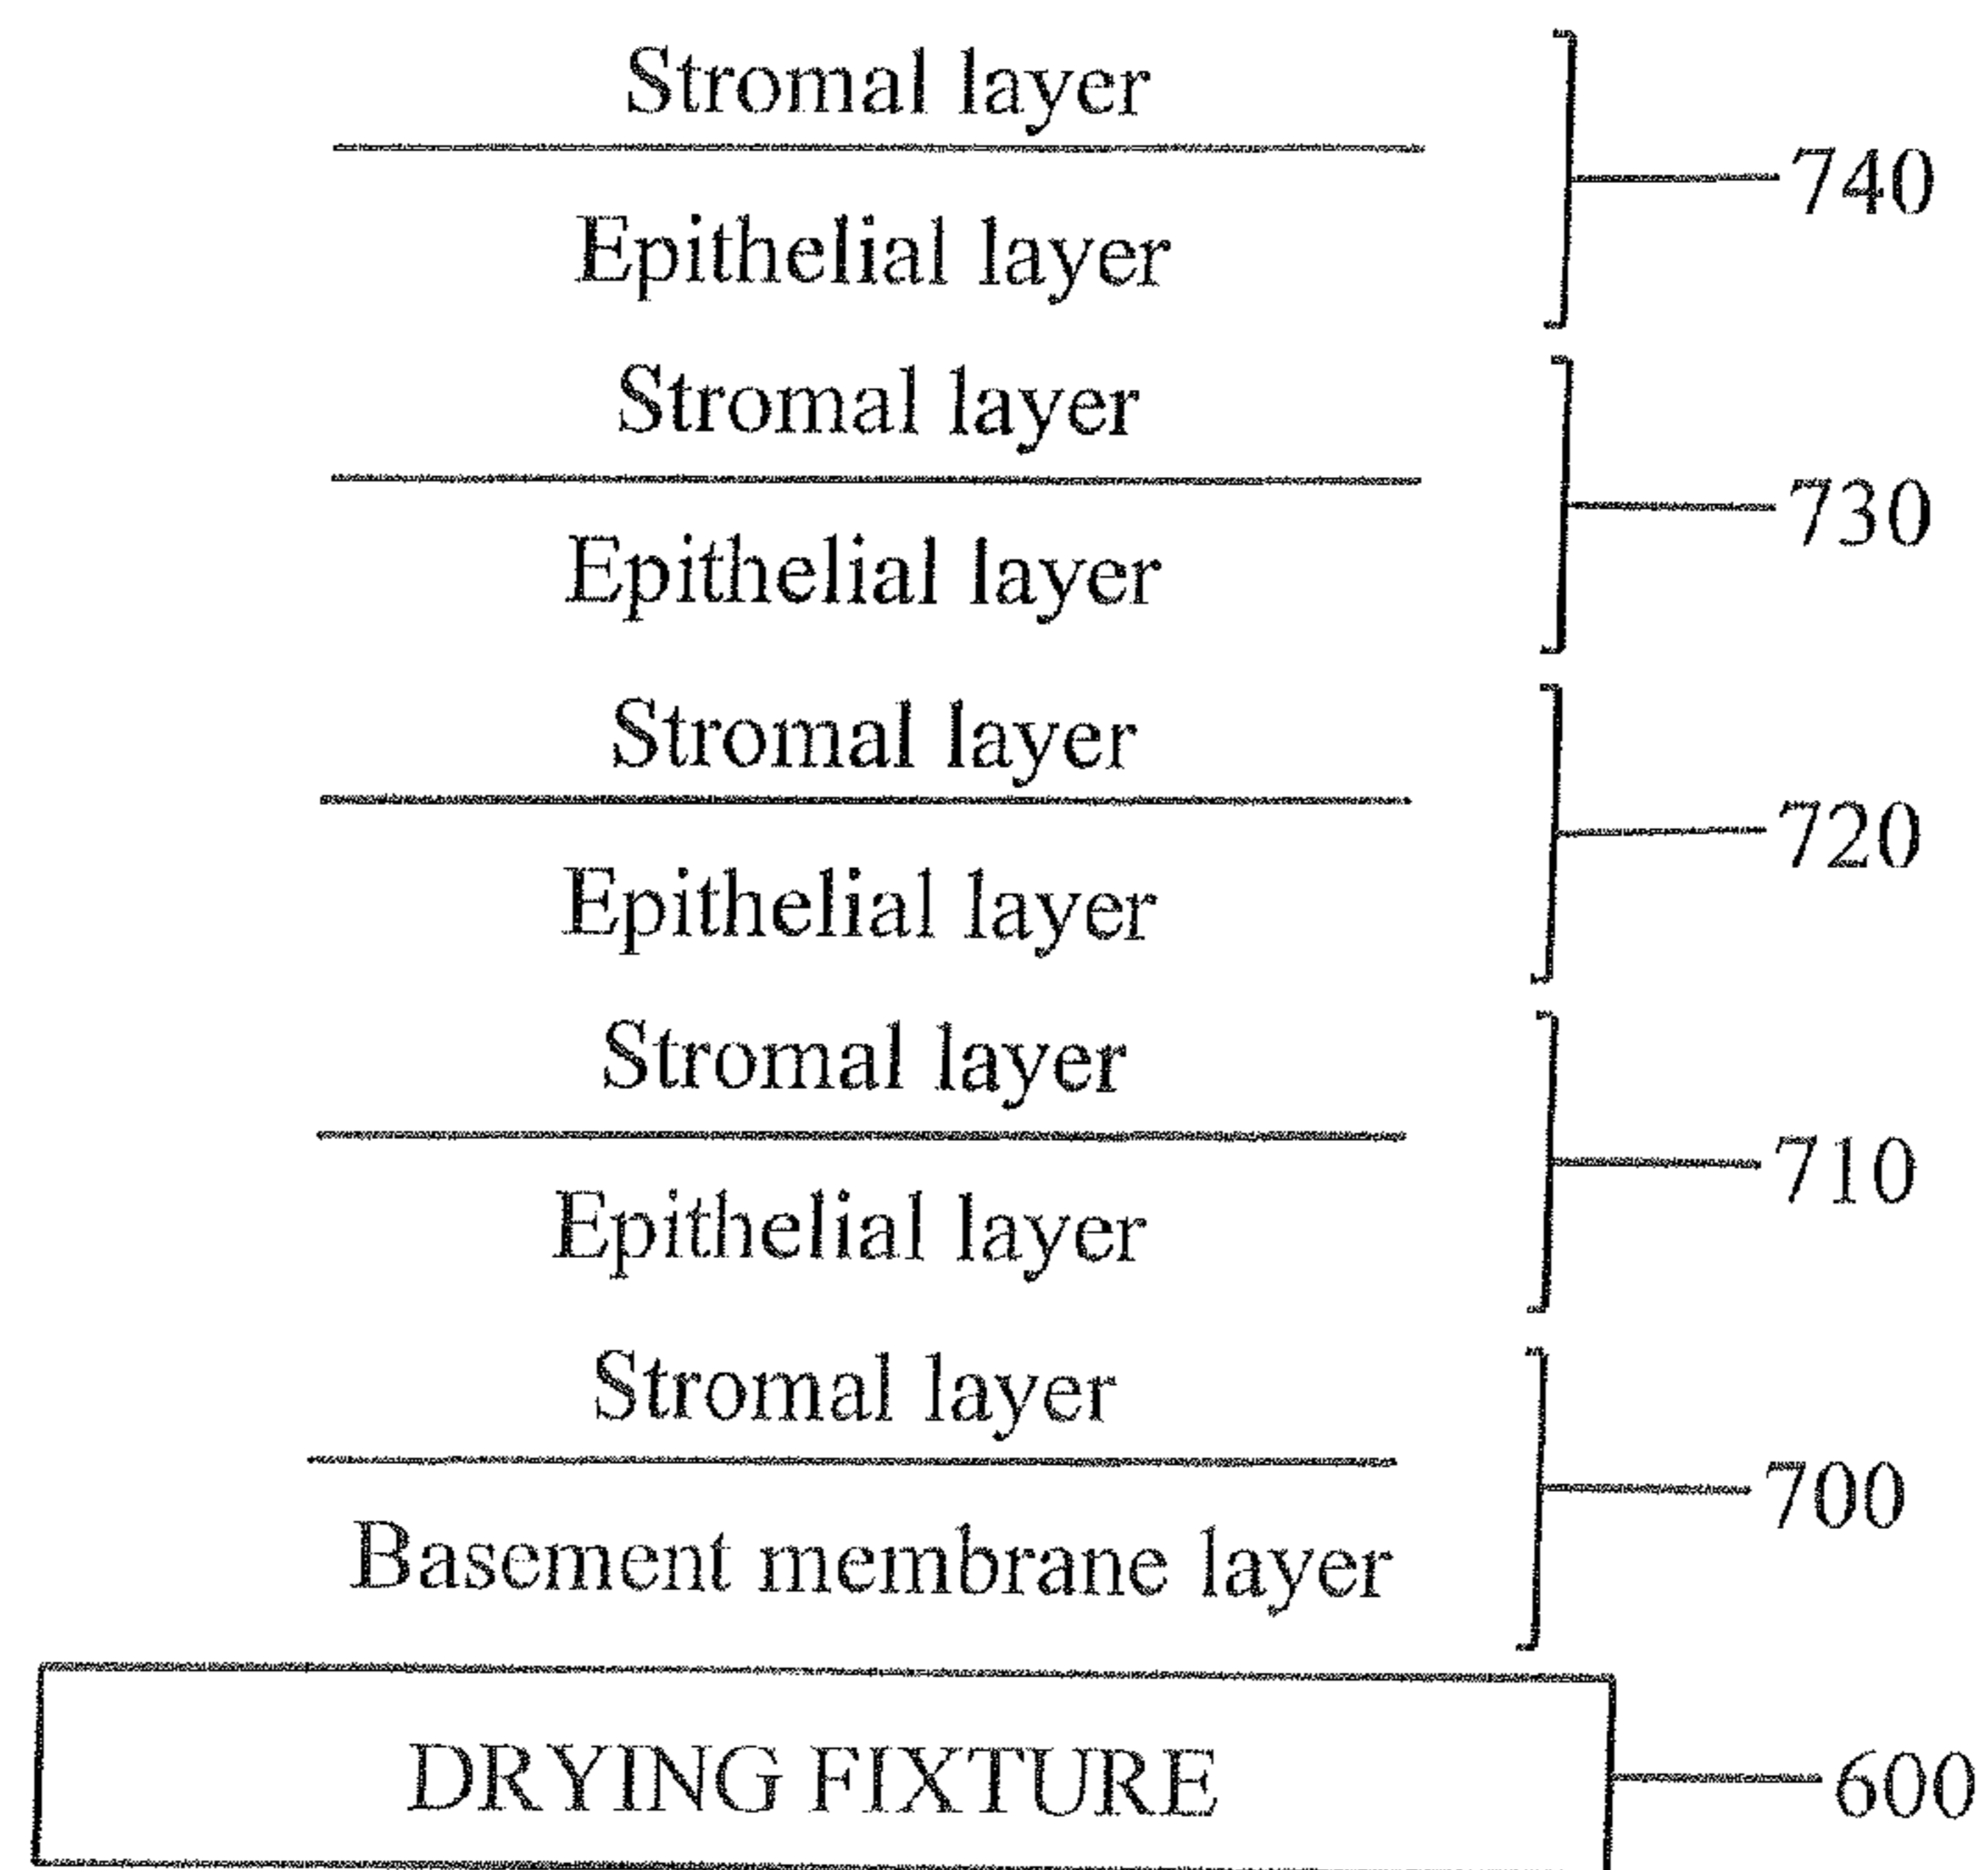 Stromal layer
740
Epithelial layer
Stromal layer
730
Epithelial layer
Stromal layer
720
Epithelial layer
Stromal layer
710
Epithelial layer
Stromal layer
700
Basement membrane layer
DRYING FIXTURE
600